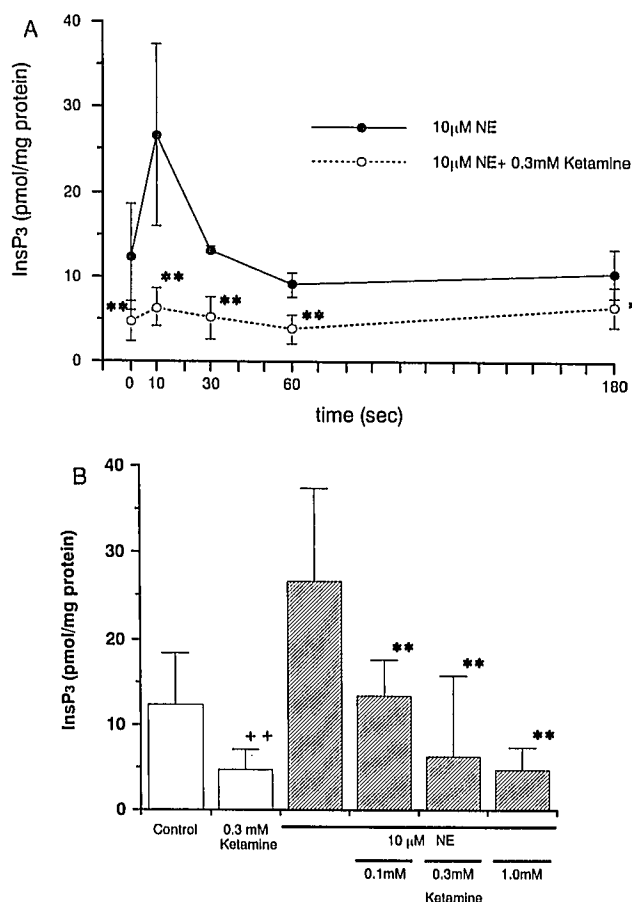 A
InsP3 (pmol/mg protein)
40
30
20
10
0
10μM NE
10μM NE+ 0.3mM Ketamine
** ** ** ** *
0 10 30 60 180
time (sec)
B
InsP3 (pmol/mg protein)
40
30
20
10
0
++ ** ** **
Control 0.3 mM Ketamine 10 μM NE
0.1mM 0.3mM 1.0mM
Ketamine